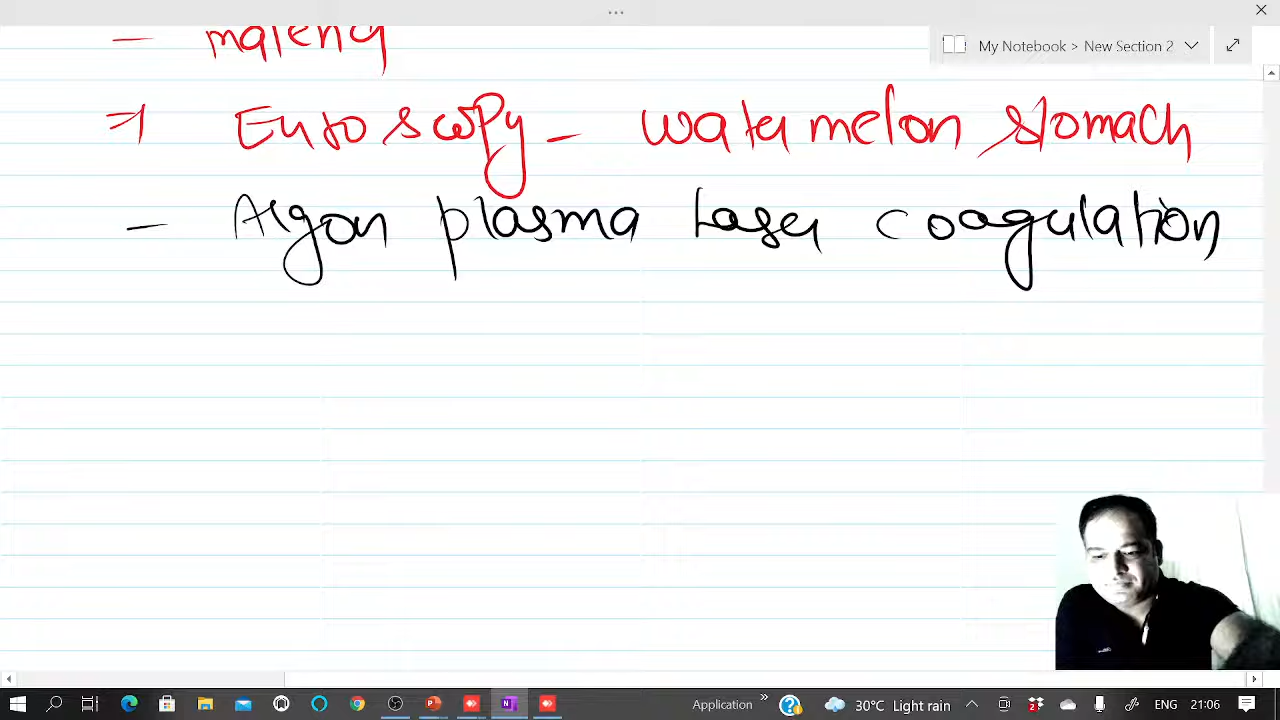 ...
My Notebook > New Section 2
- malena
→ Endoscopy - watermelon stomach
- Argon plasma Laser coagulation
Application
30°C Light rain
ENG
21:06